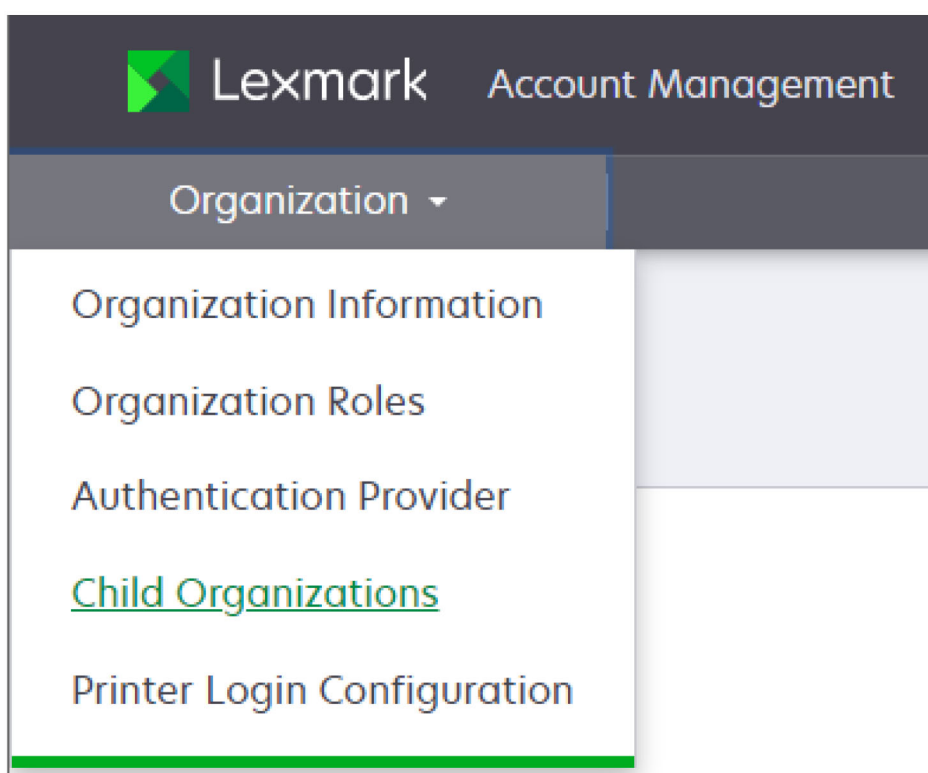 Lexmark Account Management
Organization
Organization Information
Organization Roles
Authentication Provider
Child Organizations
Printer Login Configuration